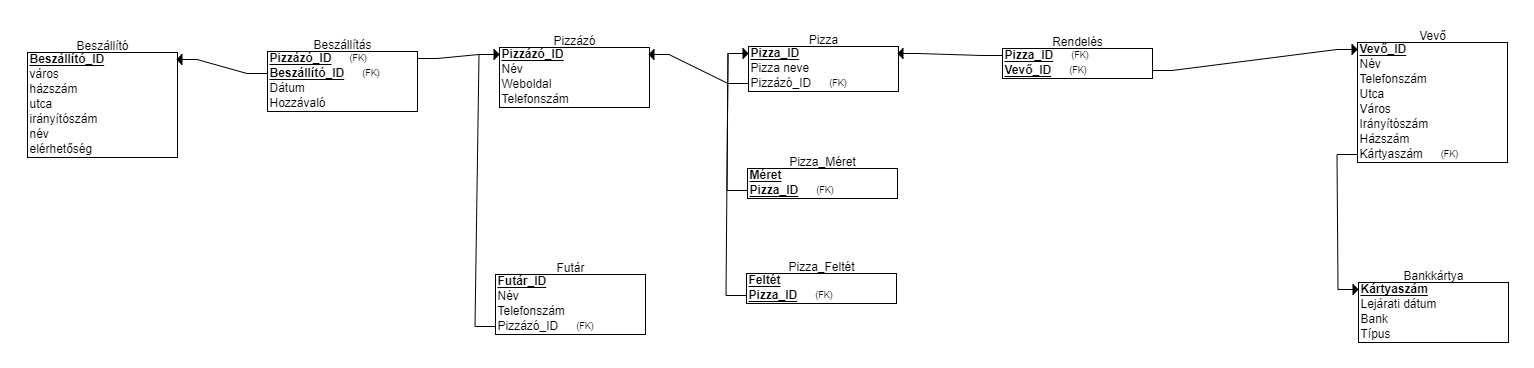 Beszállító
Beszállító_ID
város
házszám
utca
irányítószám
név
elérhetőség
Beszállítás
Pizzázó_ID (FK)
Beszállító_ID (FK)
Dátum
Hozzávaló
Pizzázó
Pizzázó_ID
Név
Weboldal
Telefonszám
Pizza
Pizza_ID
Pizza neve
Pizzázó_ID (FK)
Rendelés
Pizza_ID (FK)
Vevő_ID (FK)
Vevő
Vevő_ID
Név
Telefonszám
Utca
Város
Irányítószám
Házszám
Kártyaszám (FK)
Pizza_Méret
Méret
Pizza_ID (FK)
Futár
Futár_ID
Név
Telefonszám
Pizzázó_ID (FK)
Pizza_Feltét
Feltét
Pizza_ID (FK)
Bankkártya
Kártyaszám
Lejárati dátum
Bank
Típus